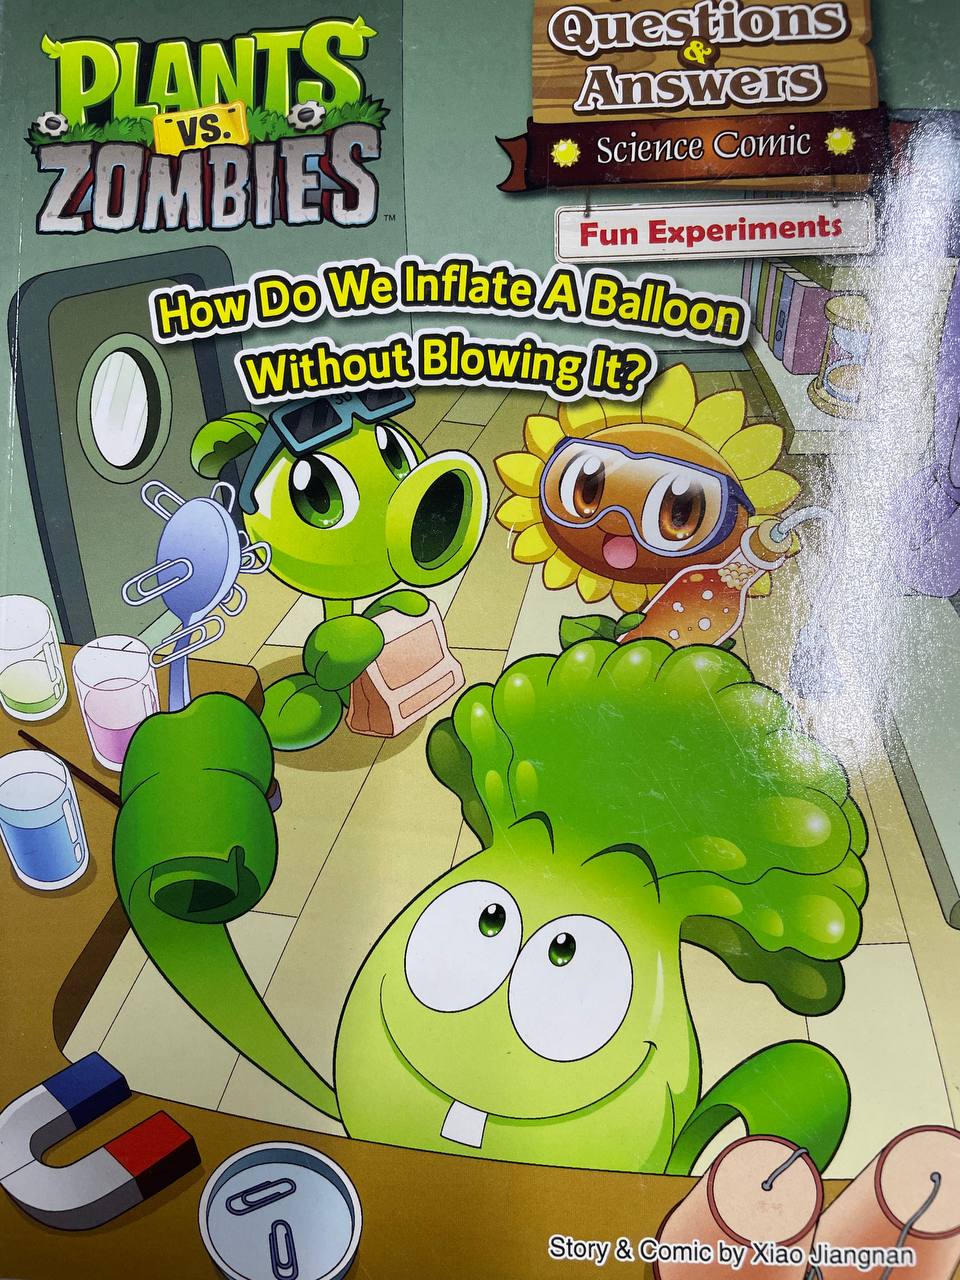 PLANTS
VS.
ZOMBIES
TM
Questions
&
Answers
Science Comic
Fun Experiments
How Do We Inflate A Balloon
Without Blowing It?
Story & Comic by Xiao Jiangnan